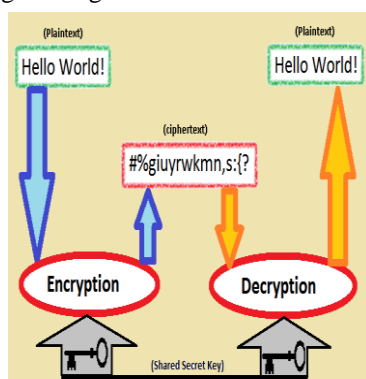 (Plaintext)
(Plaintext)
Hello World!
Hello World!
(ciphertext)
#%giuyrwkmn,s:{?
Encryption
Decryption
(Shared Secret Key)